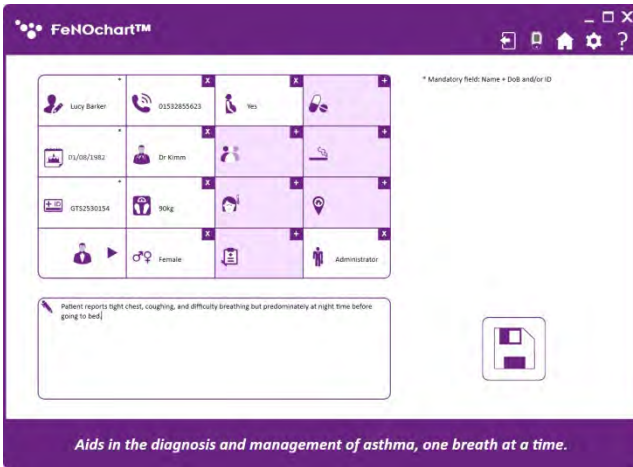 FeNOchart™
* Mandatory field: Name + DoB and/or ID
Lucy Barker
01532855623
Yes
01/08/1982
Dr Kimm
GTS2530154
90kg
Female
Administrator
Patient reports tight chest, coughing, and difficulty breathing but predominately at night time before
going to bed.
Aids in the diagnosis and management of asthma, one breath at a time.